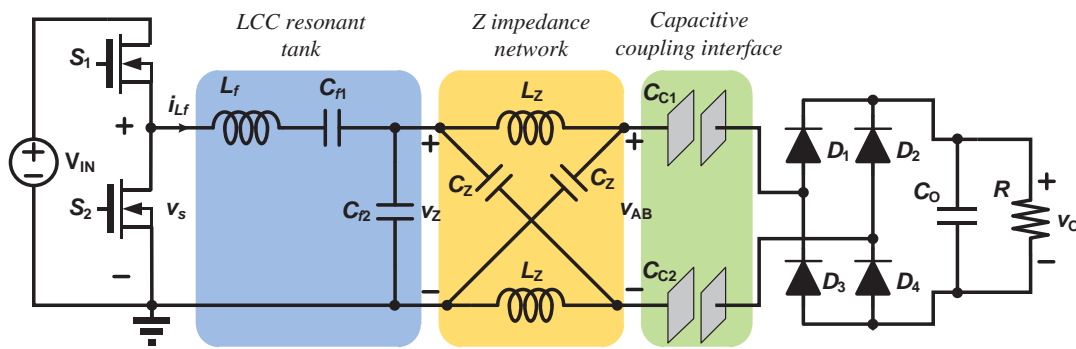 LCC resonant
tank
Z impedance
network
Capacitive
coupling interface
S1
Lf
Cf1
LZ
CC1
iLf
+
+
+
D1
D2
+
−
VIN
CZ
CZ
S2
vs
Cf2
vZ
vAB
CO
R
+
vO
−
−
−
−
LZ
CC2
D3
D4